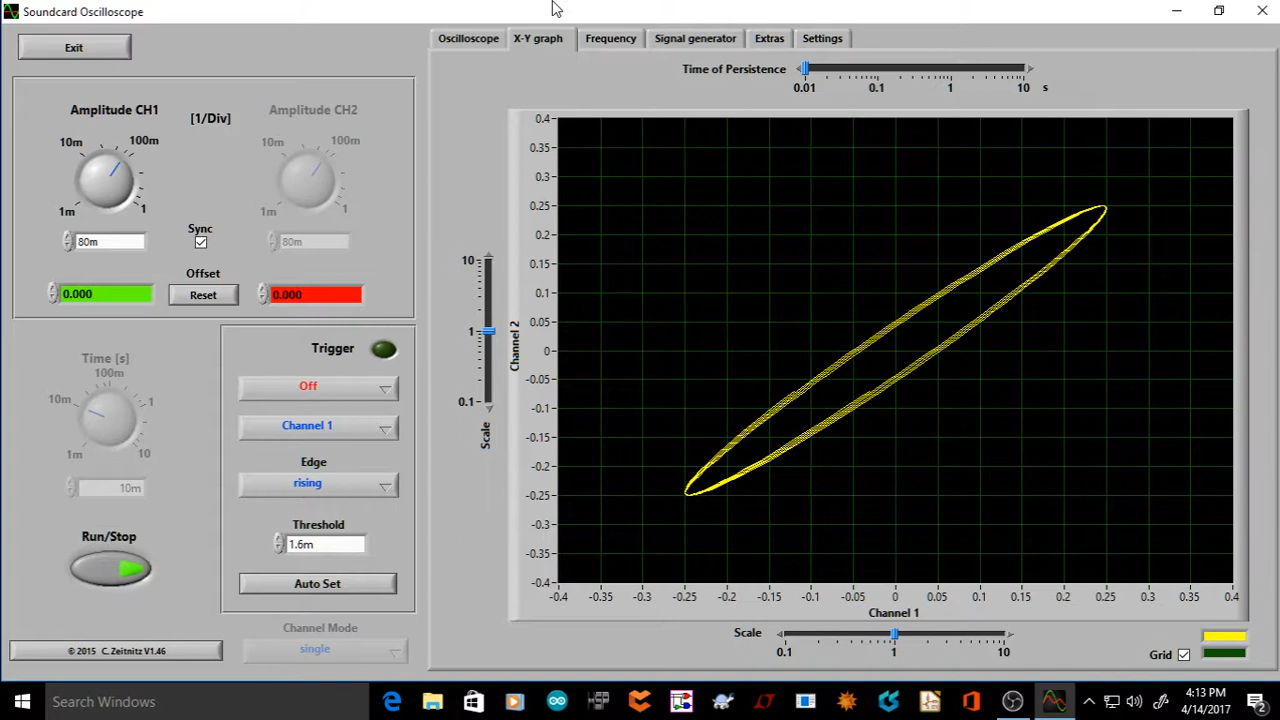 Soundcard Oscilloscope
Exit
Oscilloscope X-Y graph Frequency Signal generator Extras Settings
Time of Persistence
0.01 0.1 1 10 s
Amplitude CH1 [1/Div] Amplitude CH2
10m 100m 10m 100m
1m 1 1m 1
Sync
80m 80m
Offset
0.000 Reset 0.000
Time [s]
100m
10m 1
1m 10
10m
Trigger
Off
Channel 1
Edge
rising
Threshold
1.6m
Auto Set
Run/Stop
Channel Mode
single
© 2015 C. Zeitnitz V1.46
10
1
0.1
Scale
Channel 2
0.4
0.35
0.3
0.25
0.2
0.15
0.1
0.05
0
-0.05
-0.1
-0.15
-0.2
-0.25
-0.3
-0.35
-0.4
-0.4 -0.35 -0.3 -0.25 -0.2 -0.15 -0.1 -0.05 0 0.05 0.1 0.15 0.2 0.25 0.3 0.35 0.4
Channel 1
Scale
0.1 1 10
Grid
Search Windows
4:13 PM
4/14/2017
2